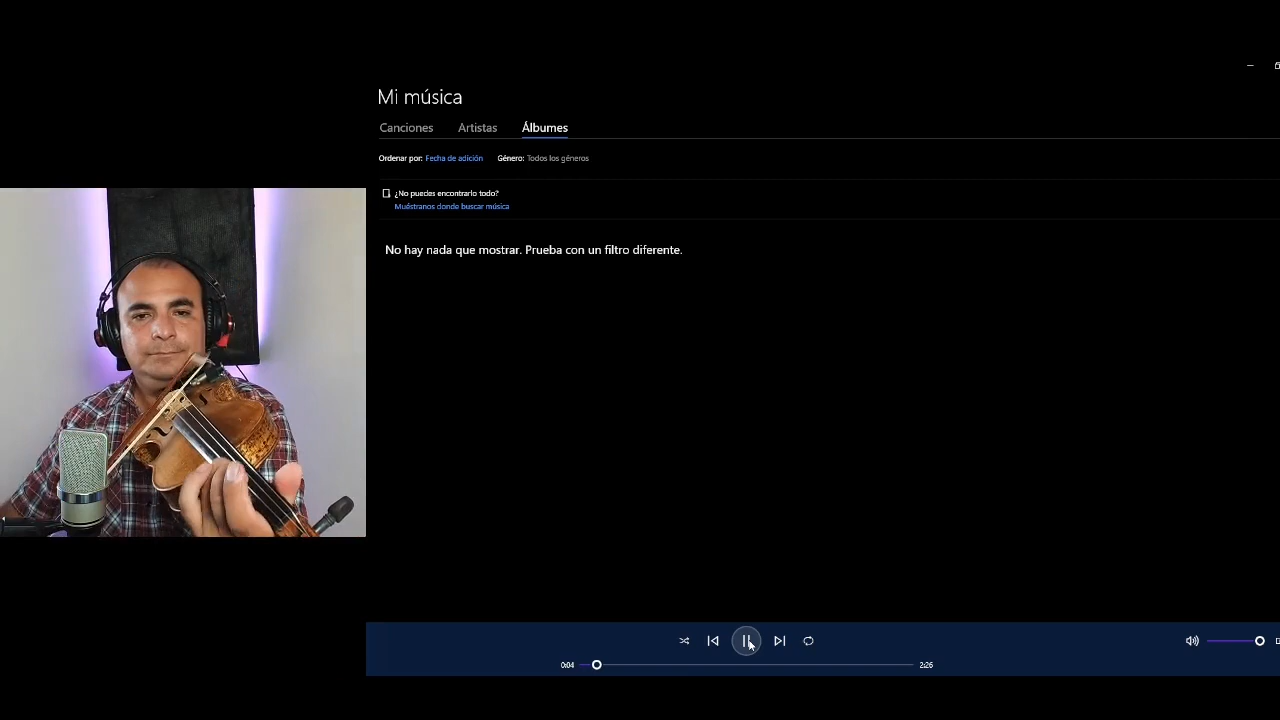 Mi música
Canciones Artistas Álbumes
Ordenar por: Fecha de adición Género: Todos los géneros
¿No puedes encontrarlo todo?
Muéstranos donde buscar música
No hay nada que mostrar. Prueba con un filtro diferente.
0:04 2:26